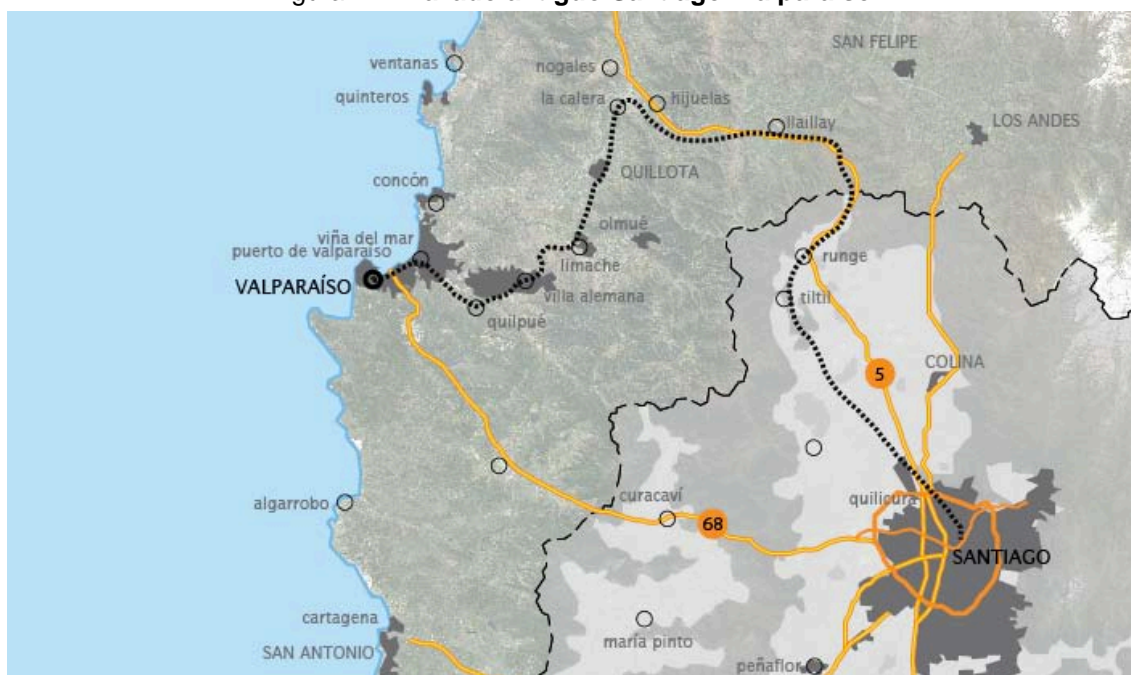 ventanas
nogales
SAN FELIPE
quinteros
la calera
hijuelas
llaillay
LOS ANDES
QUILLOTA
concón
viña del mar
olmué
puerto de valparaíso
limache
runge
VALPARAÍSO
villa alemana
tiltil
quilpué
COLINA
5
algarrobo
curacaví
quilicura
68
SANTIAGO
cartagena
maría pinto
SAN ANTONIO
peñaflor